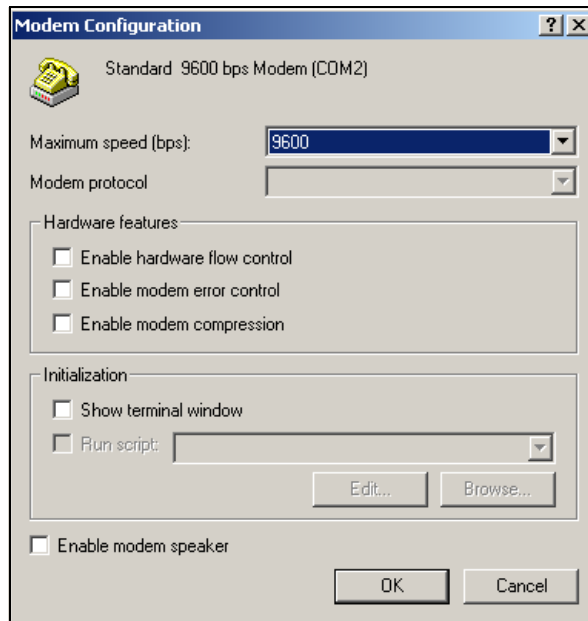 Modem Configuration
Standard 9600 bps Modem (COM2)
Maximum speed (bps): 9600
Modem protocol
Hardware features
Enable hardware flow control
Enable modem error control
Enable modem compression
Initialization
Show terminal window
Run script:
Edit... Browse...
Enable modem speaker
OK Cancel